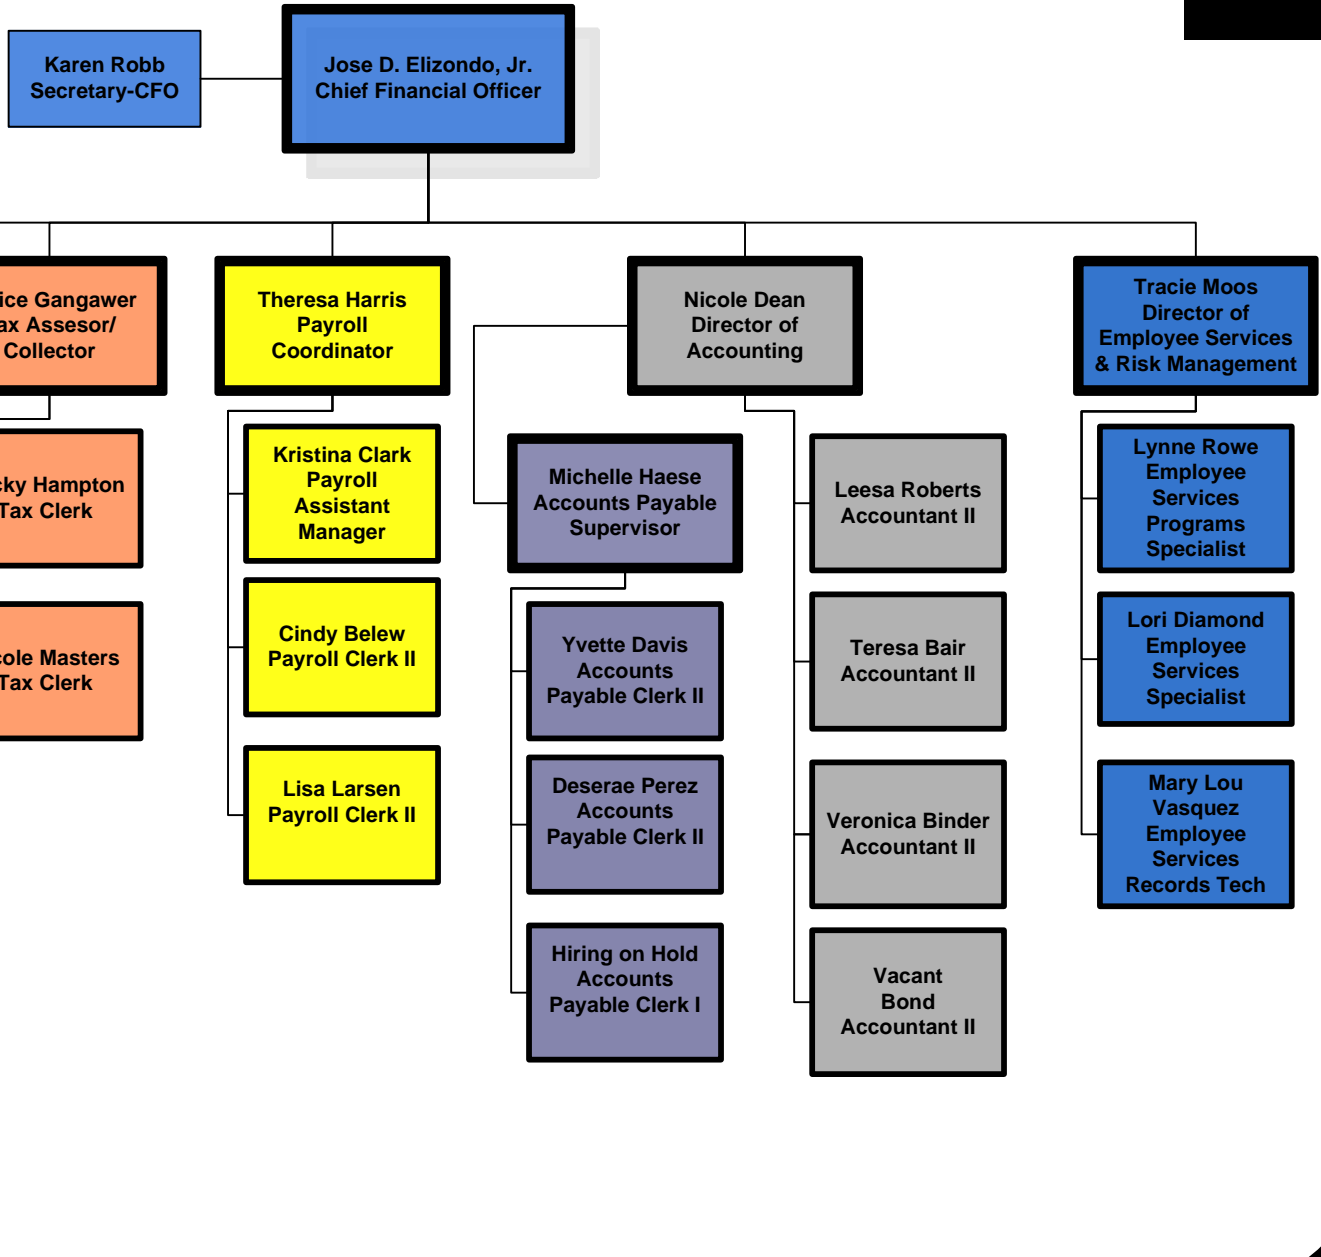 Karen Robb
Secretary-CFO
Jose D. Elizondo, Jr.
Chief Financial Officer
Gangawer
Assesor/
Collector
Theresa Harris
Payroll
Coordinator
Nicole Dean
Director of
Accounting
Tracie Moos
Director of
Employee Services
& Risk Management
Hampton
Tax Clerk
Masters
Tax Clerk
Kristina Clark
Payroll
Assistant
Manager
Cindy Belew
Payroll Clerk II
Lisa Larsen
Payroll Clerk II
Michelle Haese
Accounts Payable
Supervisor
Yvette Davis
Accounts
Payable Clerk II
Deserae Perez
Accounts
Payable Clerk II
Hiring on Hold
Accounts
Payable Clerk I
Leesa Roberts
Accountant II
Teresa Bair
Accountant II
Veronica Binder
Accountant II
Vacant
Bond
Accountant II
Lynne Rowe
Employee
Services
Programs
Specialist
Lori Diamond
Employee
Services
Specialist
Mary Lou
Vasquez
Employee
Services
Records Tech